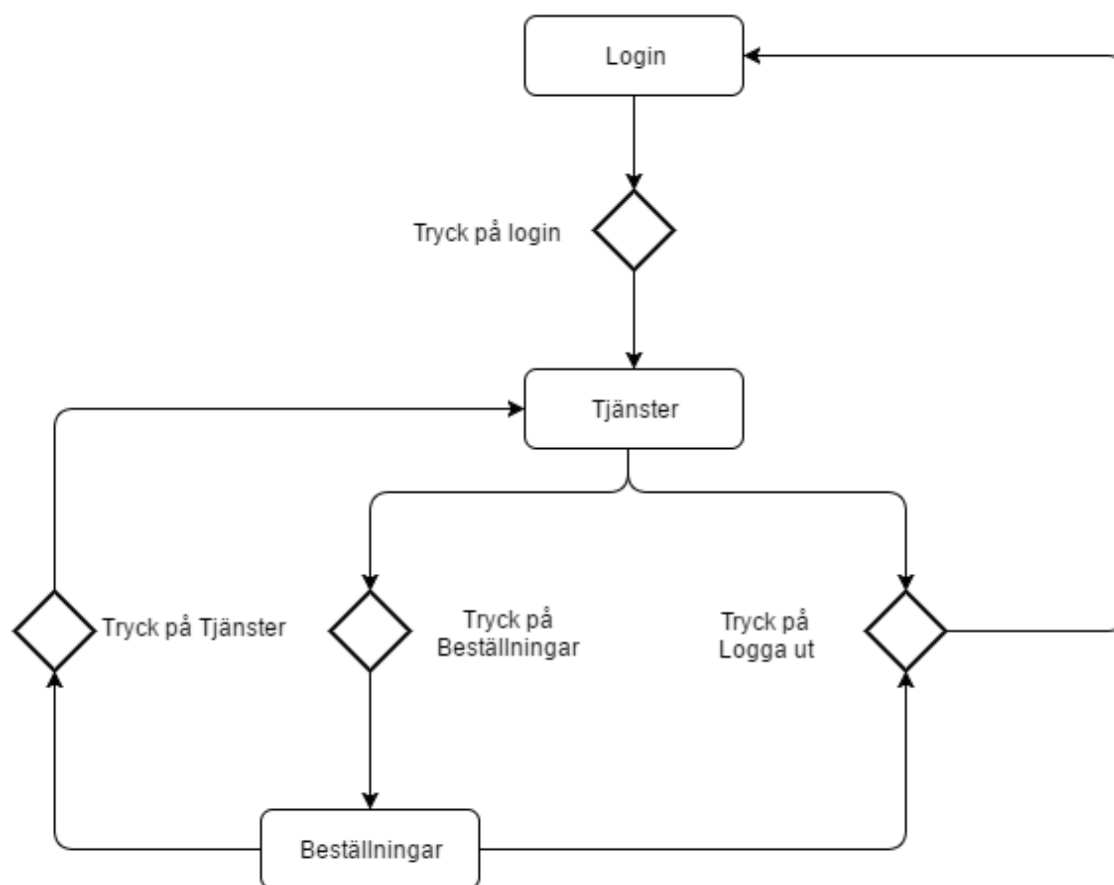 Login
Tryck på login
Tjänster
Tryck på Tjänster
Tryck på
Beställningar
Tryck på
Logga ut
Beställningar